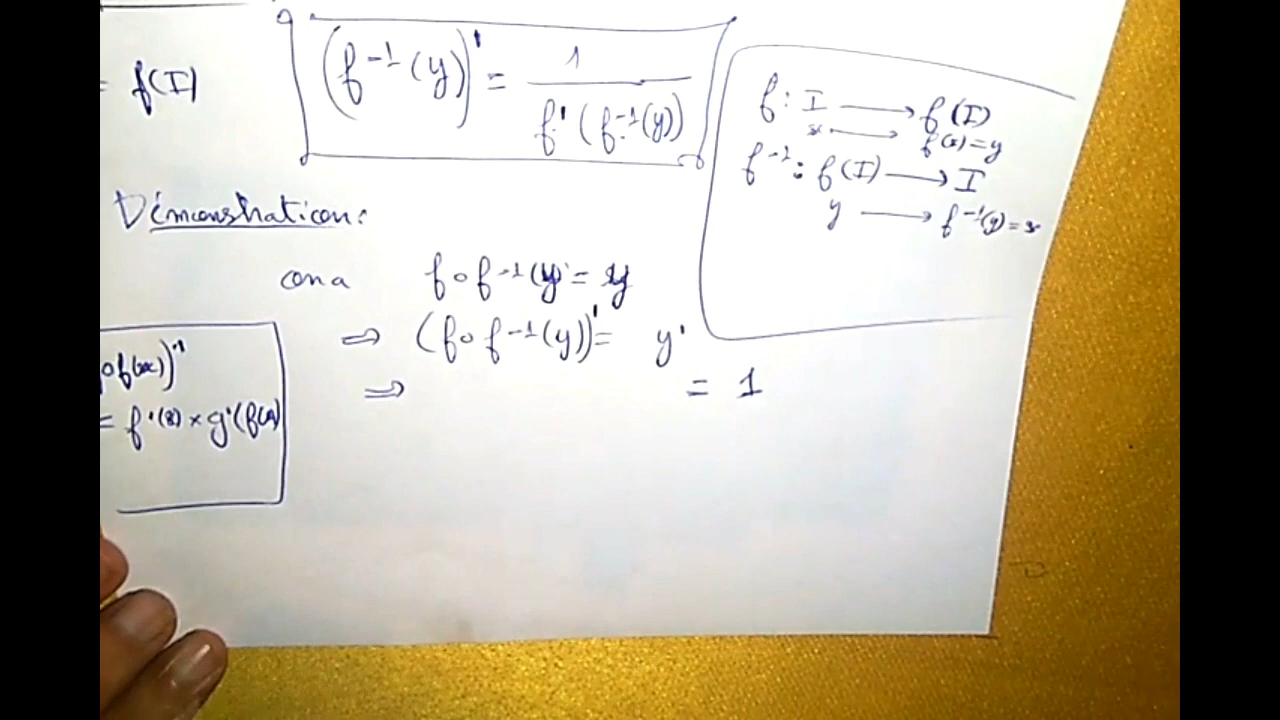 = f(I)
(f⁻¹(y))' = 1 / f'(f⁻¹(y))
f : I → f(I)
x → f(x)=y
f⁻¹ : f(I) → I
y → f⁻¹(y)=x
Démonstration:
on a f∘f⁻¹(y) = y
⇒ (f∘f⁻¹(y))' = y'
⇒ = 1
∘f(x))'
= f'(x) × g'(f(x)